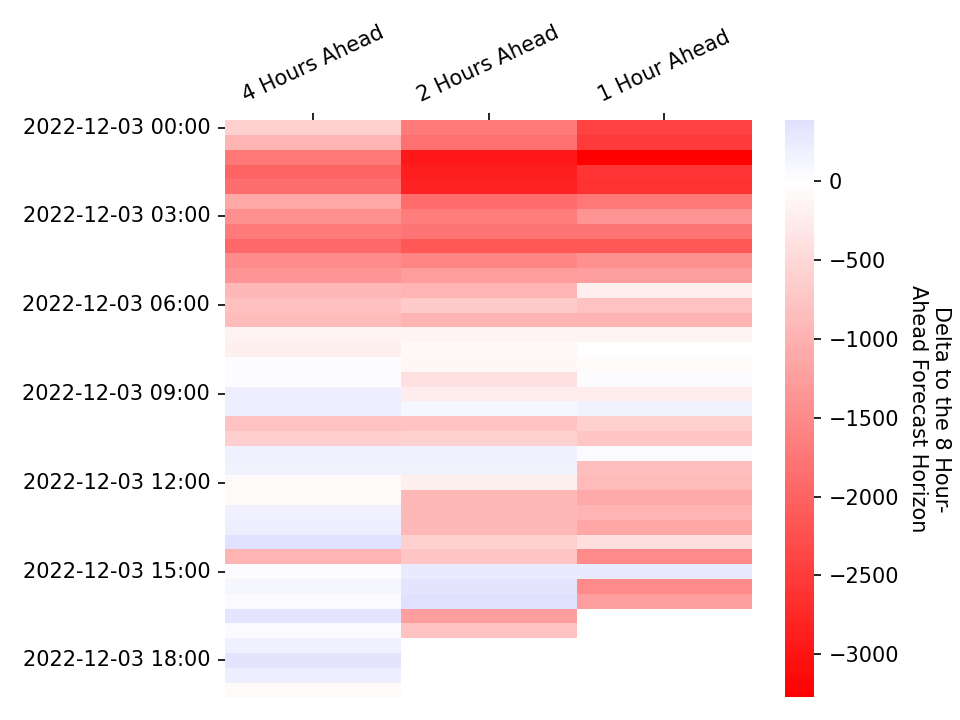 4 Hours Ahead
2 Hours Ahead
1 Hour Ahead
2022-12-03 00:00
2022-12-03 03:00
2022-12-03 06:00
2022-12-03 09:00
2022-12-03 12:00
2022-12-03 15:00
2022-12-03 18:00
0
−500
−1000
−1500
−2000
−2500
−3000
Delta to the 8 Hour-
Ahead Forecast Horizon